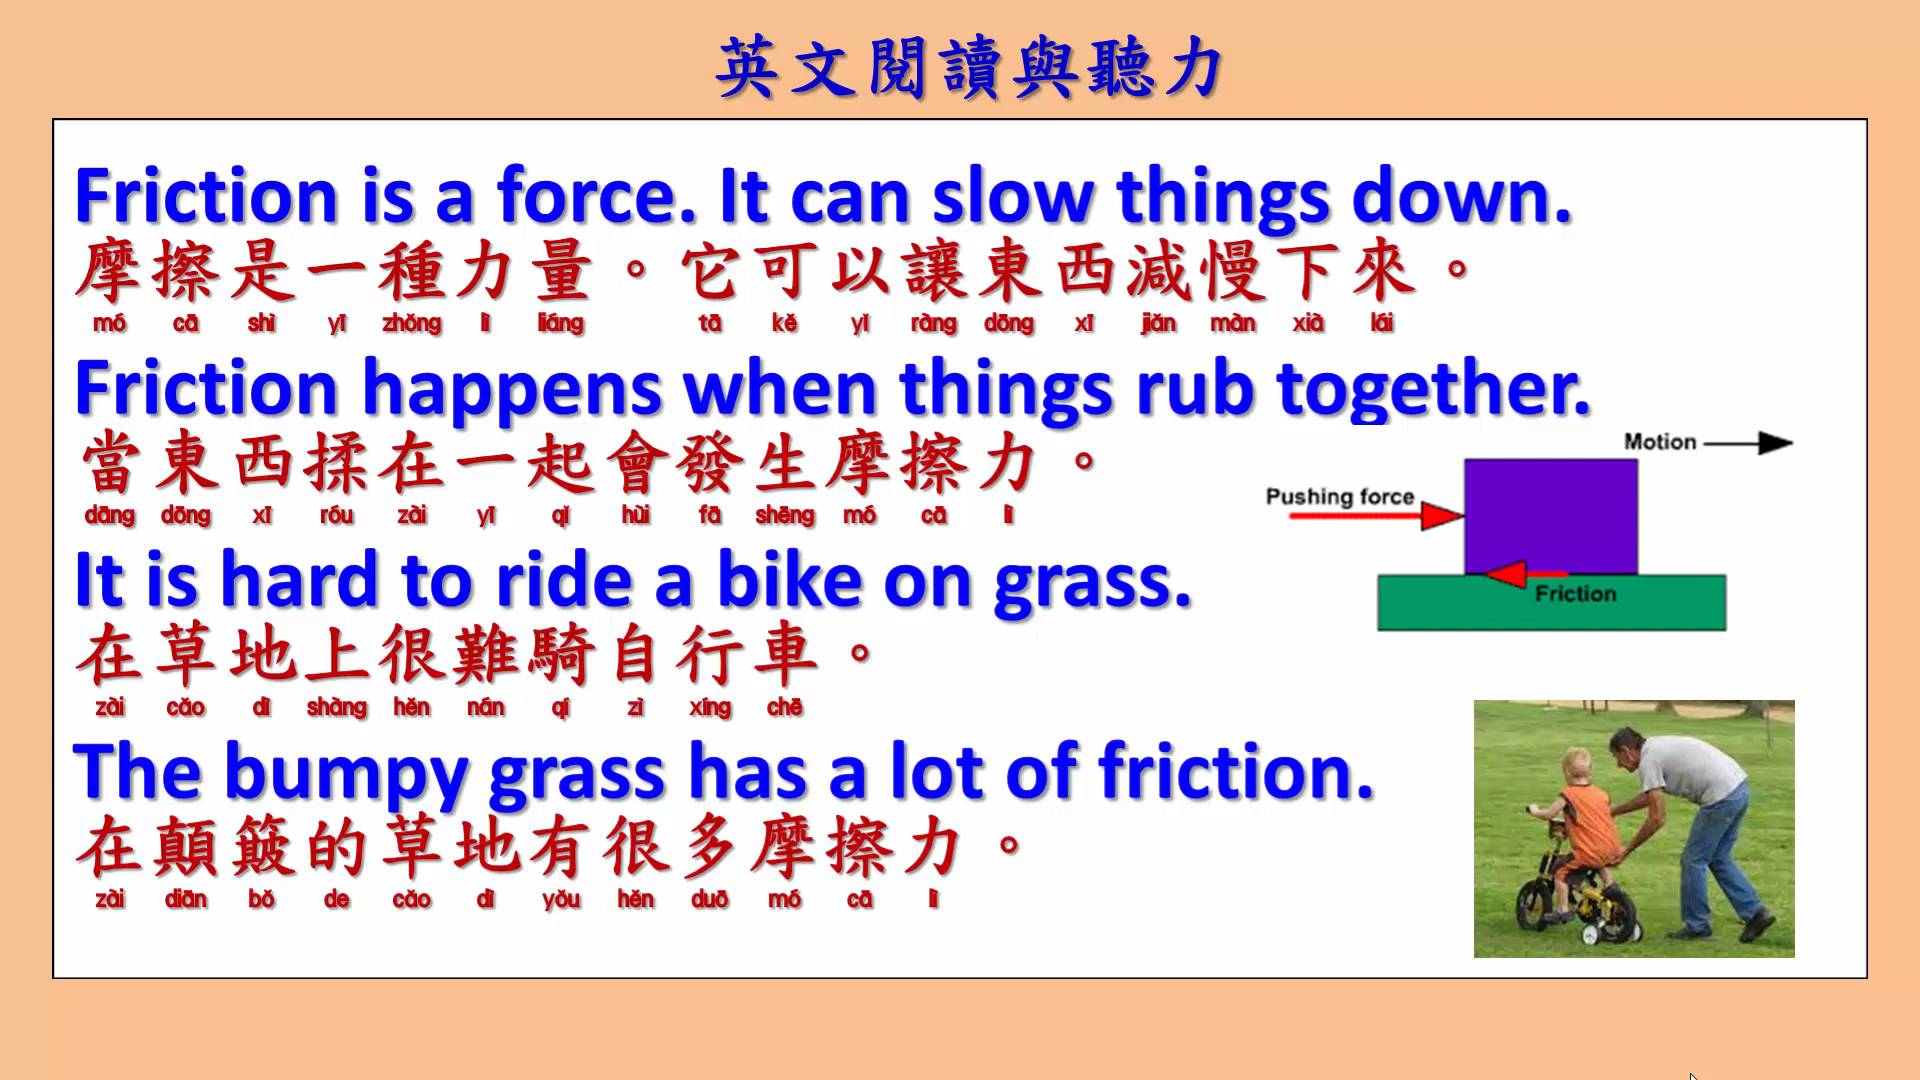 英文閱讀與聽力
Friction is a force. It can slow things down.
摩擦是一種力量。它可以讓東西減慢下來。
mó cā shì yī zhǒng lì liáng tā kě yǐ ràng dōng xī jiǎn màn xià lái
Friction happens when things rub together.
當東西揉在一起會發生摩擦力。
dāng dōng xī róu zài yī qǐ hùi fā shēng mó cā lì
Motion
Pushing force
Friction
It is hard to ride a bike on grass.
在草地上很難騎自行車。
zài cǎo dì shàng hěn nán qí zì xíng chē
The bumpy grass has a lot of friction.
在顛簸的草地有很多摩擦力。
zài diān bǒ de cǎo dì yǒu hěn duō mó cā lì